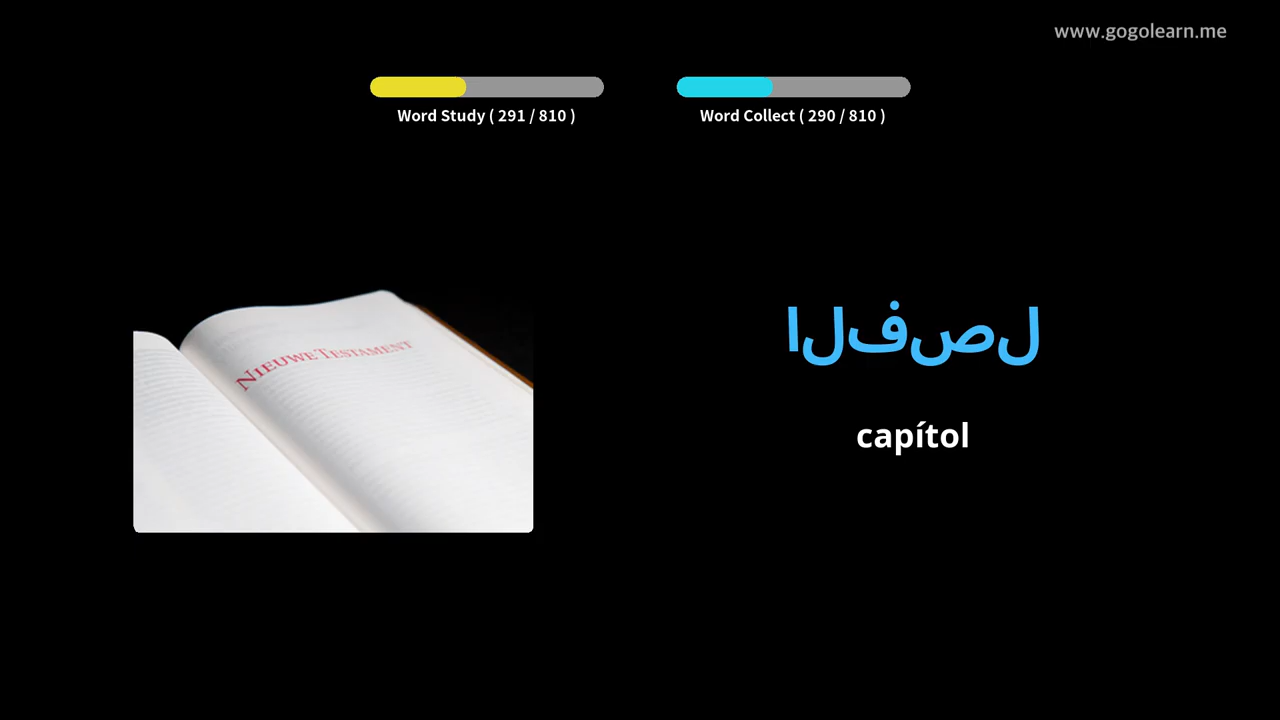 www.gogolearn.me
Word Study ( 291 / 810 )
Word Collect ( 290 / 810 )
NIEUWE TESTAMENT
الفصل
capítol